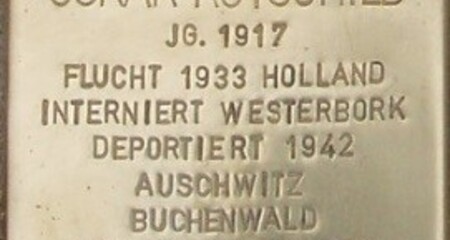 JG. 1917
FLUCHT 1933 HOLLAND
INTERNIERT WESTERBORK
DEPORTIERT 1942
AUSCHWITZ
BUCHENWALD